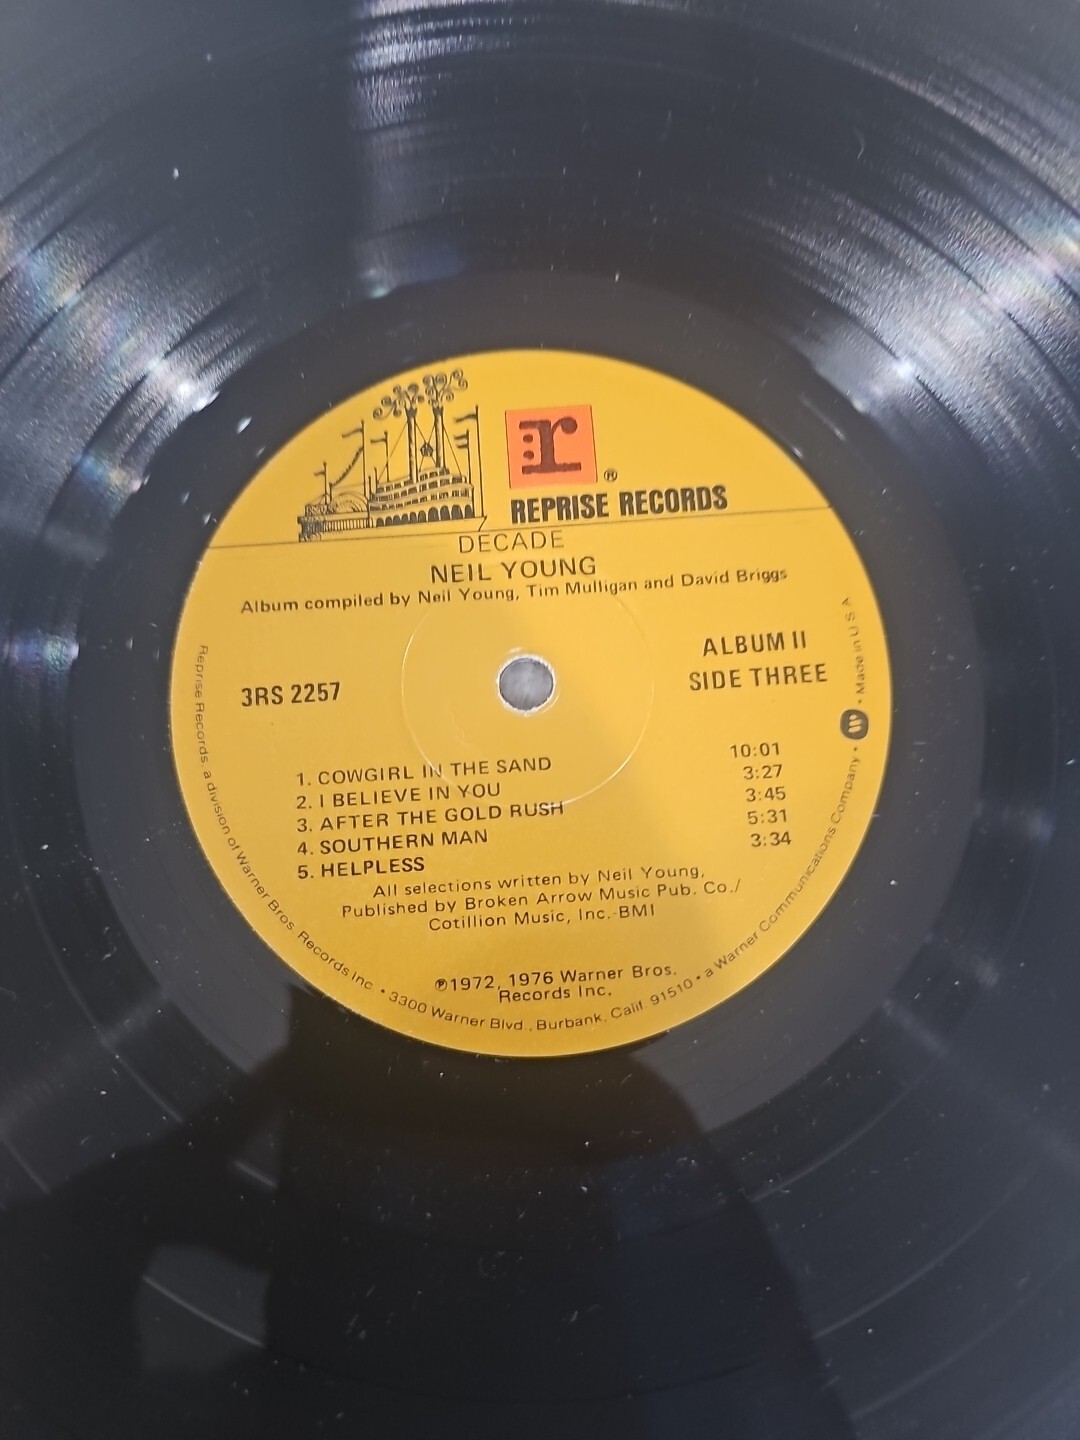 r ®
REPRISE RECORDS
DECADE
NEIL YOUNG
Album compiled by Neil Young, Tim Mulligan and David Briggs
ALBUM II
3RS 2257 SIDE THREE
1. COWGIRL IN THE SAND 10:01
2. I BELIEVE IN YOU 3:27
3. AFTER THE GOLD RUSH 3:45
4. SOUTHERN MAN 5:31
5. HELPLESS 3:34
All selections written by Neil Young,
Published by Broken Arrow Music Pub. Co./
Cotillion Music, Inc.-BMI
℗1972, 1976 Warner Bros.
Records Inc.
Reprise Records, a division of Warner Bros. Records Inc. • 3300 Warner Blvd., Burbank, Calif. 91510 • a Warner Communications Company • W • Made in U S A